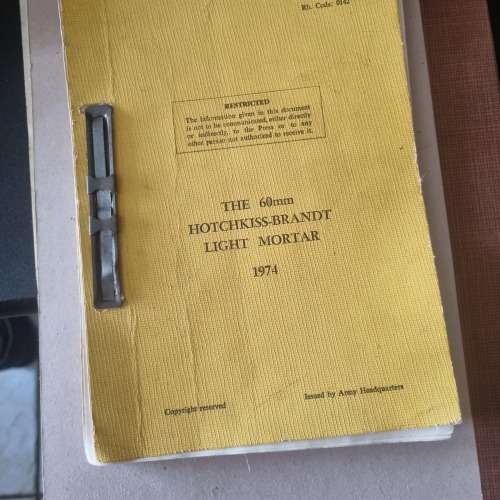 Rh. Code: 0142
RESTRICTED
The information given in this document
is not to be communicated, either directly
or indirectly, to the Press or to any
other person not authorised to receive it.
THE 60mm
HOTCHKISS-BRANDT
LIGHT MORTAR
1974
Copyright reserved
Issued by Army Headquarters